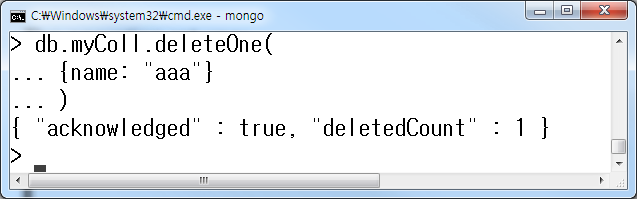 C:₩Windows₩system32₩cmd.exe - mongo
> db.myColl.deleteOne(
... {name: "aaa"}
... )
{ "acknowledged" : true, "deletedCount" : 1 }
>